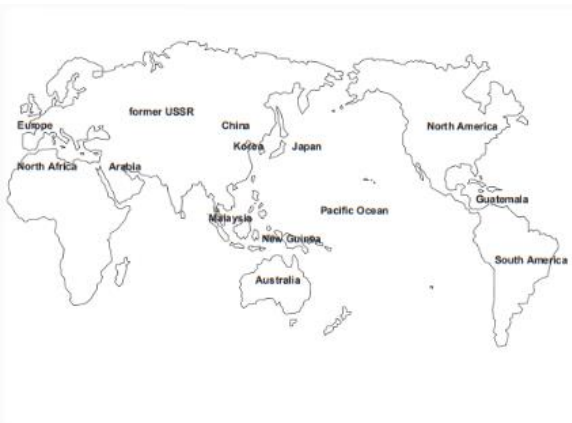 former USSR
Europe
China
North America
Korea
Japan
North Africa
Arabia
Guatemala
Malaysia
Pacific Ocean
New Guinea
South America
Australia